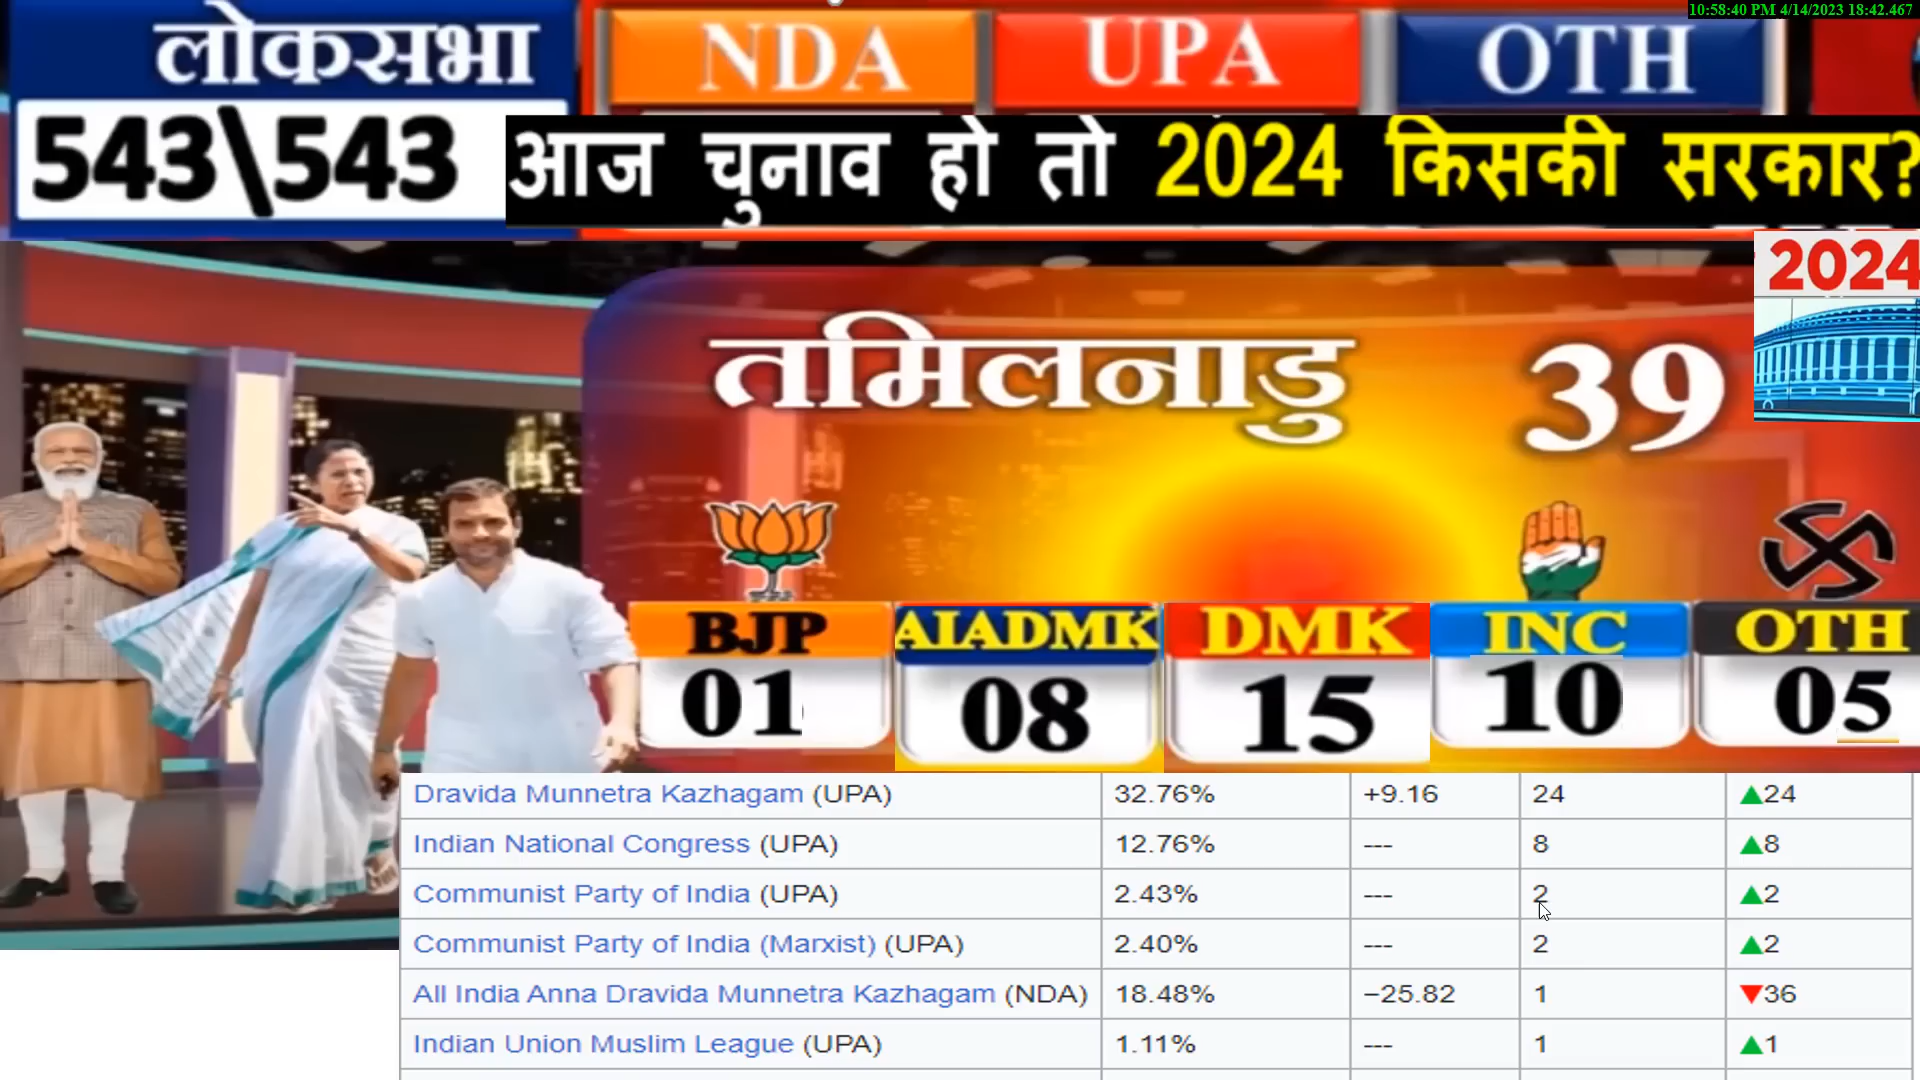 10:58:40 PM 4/14/2023 18:42.467
लोकसभा
NDA
UPA
OTH
543\543
आज चुनाव हो तो 2024 किसकी सरकार?
2024
तमिलनाडु 39
BJP
AIADMK
DMK
INC
OTH
01
08
15
10
05
Dravida Munnetra Kazhagam (UPA) 32.76% +9.16 24 ▲24
Indian National Congress (UPA) 12.76% --- 8 ▲8
Communist Party of India (UPA) 2.43% --- 2 ▲2
Communist Party of India (Marxist) (UPA) 2.40% --- 2 ▲2
All India Anna Dravida Munnetra Kazhagam (NDA) 18.48% −25.82 1 ▼36
Indian Union Muslim League (UPA) 1.11% --- 1 ▲1